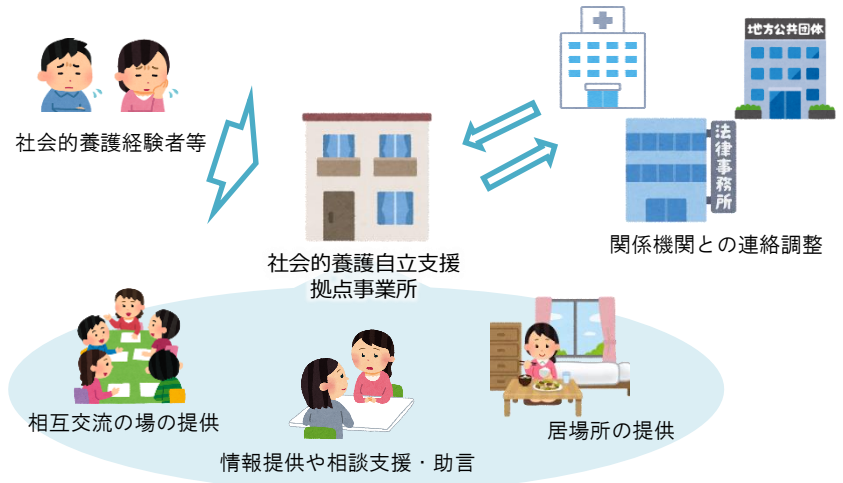 地方公共団体
法律事務所
社会的養護経験者等
関係機関との連絡調整
社会的養護自立支援
拠点事業所
相互交流の場の提供
情報提供や相談支援・助言
居場所の提供